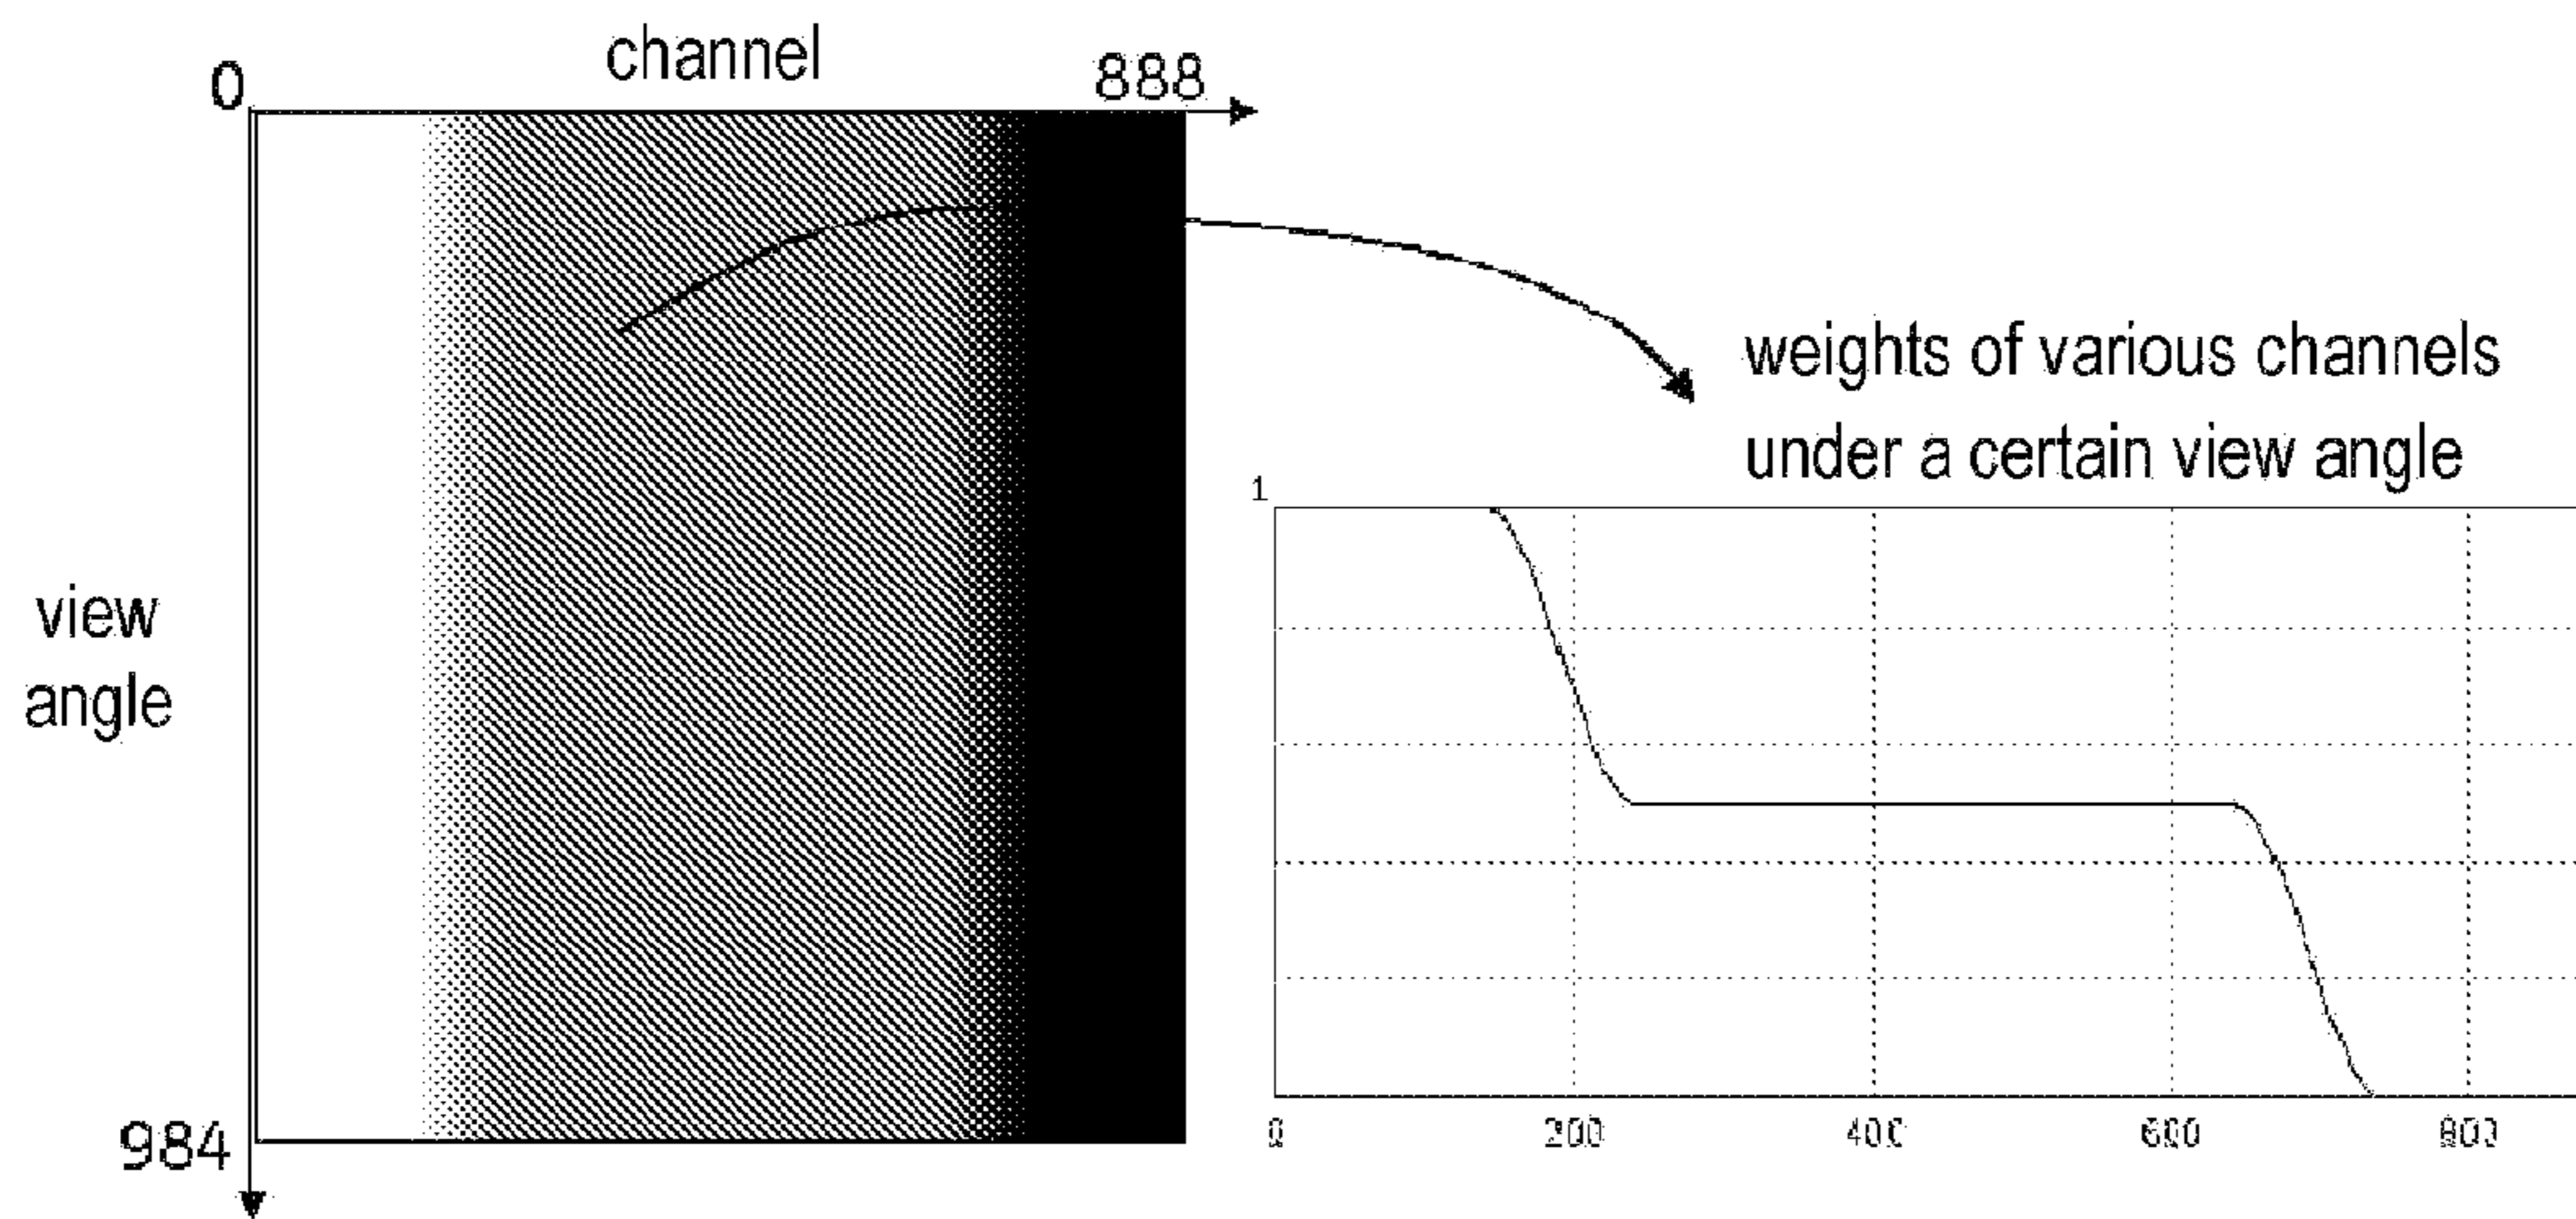 channel
0
888
view
angle
984
weights of various channels
under a certain view angle
1
0 200 400 600 800